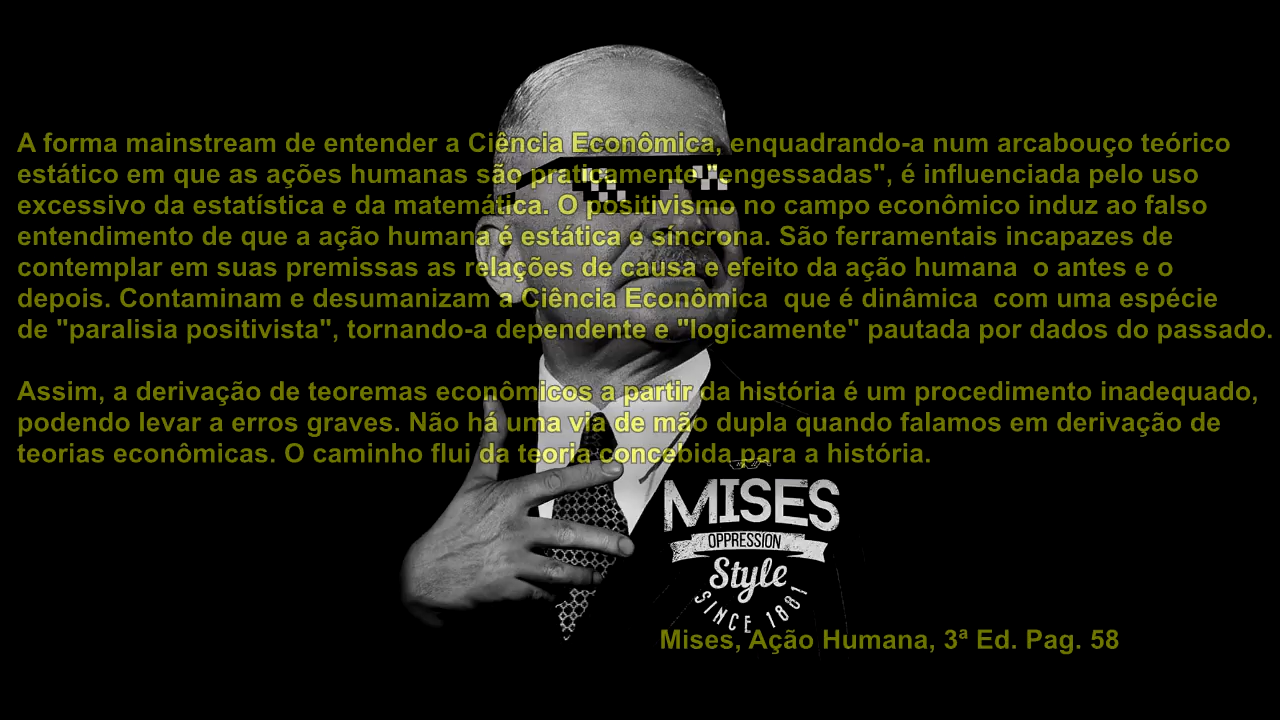 A forma mainstream de entender a Ciência Econômica, enquadrando-a num arcabouço teórico
estático em que as ações humanas são praticamente "engessadas", é influenciada pelo uso
excessivo da estatística e da matemática. O positivismo no campo econômico induz ao falso
entendimento de que a ação humana é estática e síncrona. São ferramentais incapazes de
contemplar em suas premissas as relações de causa e efeito da ação humana o antes e o
depois. Contaminam e desumanizam a Ciência Econômica que é dinâmica com uma espécie
de "paralisia positivista", tornando-a dependente e "logicamente" pautada por dados do passado.
Assim, a derivação de teoremas econômicos a partir da história é um procedimento inadequado,
podendo levar a erros graves. Não há uma via de mão dupla quando falamos em derivação de
teorias econômicas. O caminho flui da teoria concebida para a história.
MISES
OPPRESSION
Style
SINCE 1881
Mises, Ação Humana, 3ª Ed. Pag. 58